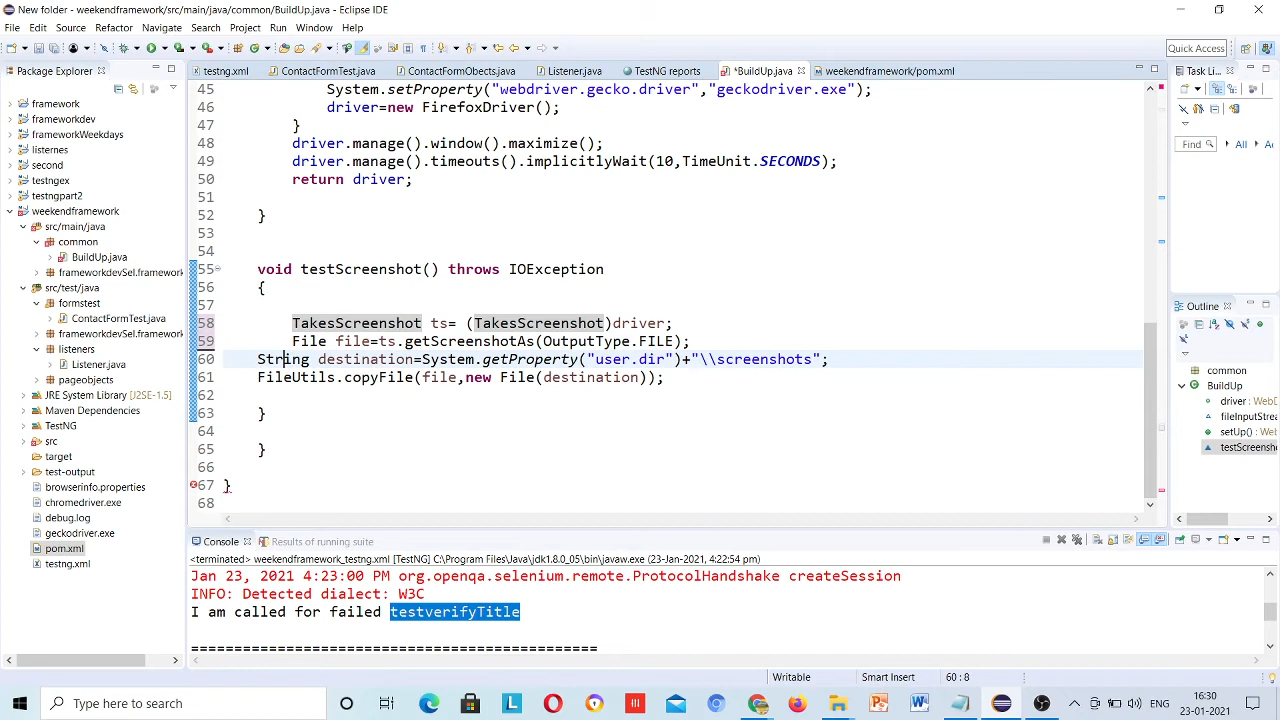 New folder - weekendframework/src/main/java/common/BuildUp.java - Eclipse IDE
File Edit Source Refactor Navigate Search Project Run Window Help
Quick Access
Package Explorer
testng.xml ContactFormTest.java ContactFormObects.java Listener.java TestNG reports *BuildUp.java weekendframework/pom.xml
Task Li...
framework
frameworkdev
frameworkWeekdays
listernes
second
testngex
testngpart2
weekendframework
src/main/java
common
BuildUp.java
frameworkdevSel.framework
src/test/java
formstest
ContactFormTest.java
frameworkdevSel.framework
listeners
Listener.java
pageobjects
JRE System Library [J2SE-1.5]
Maven Dependencies
TestNG
src
target
test-output
browserinfo.properties
chromedriver.exe
debug.log
geckodriver.exe
pom.xml
testng.xml
45 System.setProperty("webdriver.gecko.driver","geckodriver.exe");
46 driver=new FirefoxDriver();
47 }
48 driver.manage().window().maximize();
49 driver.manage().timeouts().implicitlyWait(10,TimeUnit.SECONDS);
50 return driver;
51
52 }
53
54
55 void testScreenshot() throws IOException
56 {
57
58 TakesScreenshot ts= (TakesScreenshot)driver;
59 File file=ts.getScreenshotAs(OutputType.FILE);
60 String destination=System.getProperty("user.dir")+"\\screenshots";
61 FileUtils.copyFile(file,new File(destination));
62
63 }
64
65 }
66
67 }
68
Find All
Outline
common
BuildUp
driver : WebD
fileInputStrea
setUp() : Web
testScreensho
Console Results of running suite
<terminated> weekendframework_testng.xml [TestNG] C:\Program Files\Java\jdk1.8.0_05\bin\javaw.exe (23-Jan-2021, 4:22:54 pm)
Jan 23, 2021 4:23:00 PM org.openqa.selenium.remote.ProtocolHandshake createSession
INFO: Detected dialect: W3C
I am called for failed testverifyTitle
===============================================
Writable Smart Insert 60 : 8
Type here to search
ENG
16:30
23-01-2021